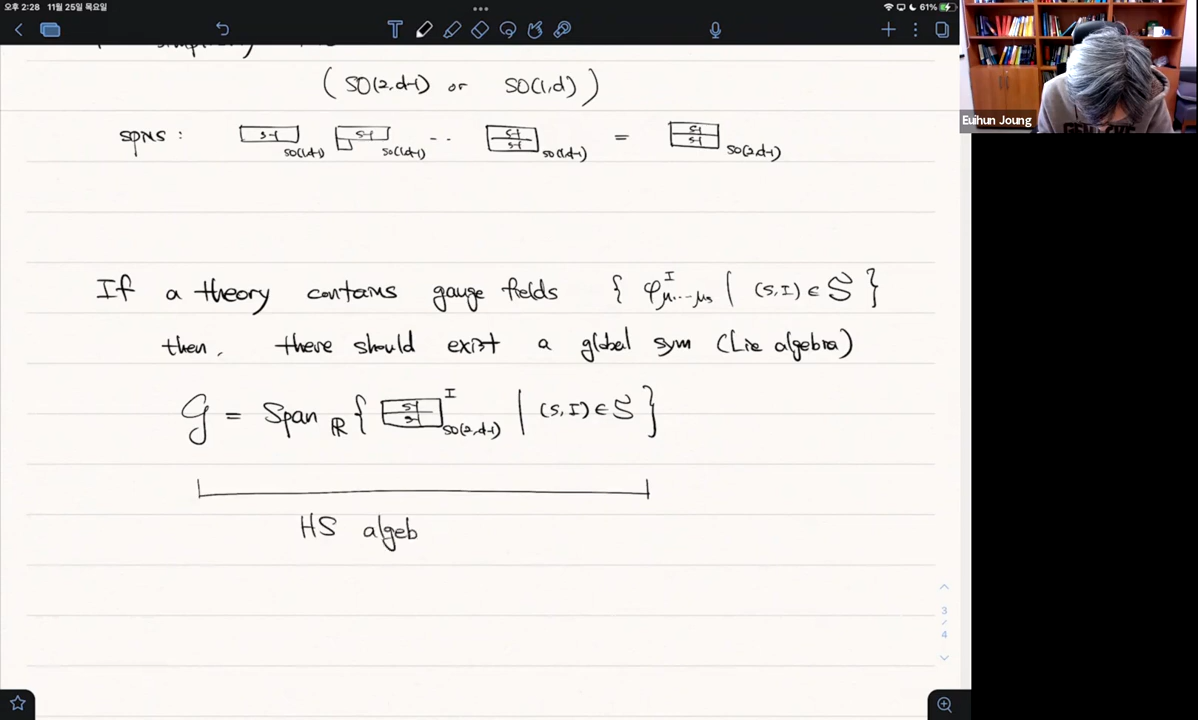 오후 2:28 11월 25일 목요일
61%
(SO(2,d-1) or SO(1,d))
spns : s-1 SO(1,d-1) s-1 SO(1,d-1) -- s-1 s-1 SO(1,d-1) = s-1 s-1 SO(2,d-1)
Euihun Joung
If a theory contains gauge fields { φ^I_μ₁...μs | (s,I) ∈ S }
then, there should exist a global sym (Lie algebra)
g = Span_ℝ { s-1 s-1 ^I SO(2,d-1) | (s,I) ∈ S }
HS algeb
3
/
4